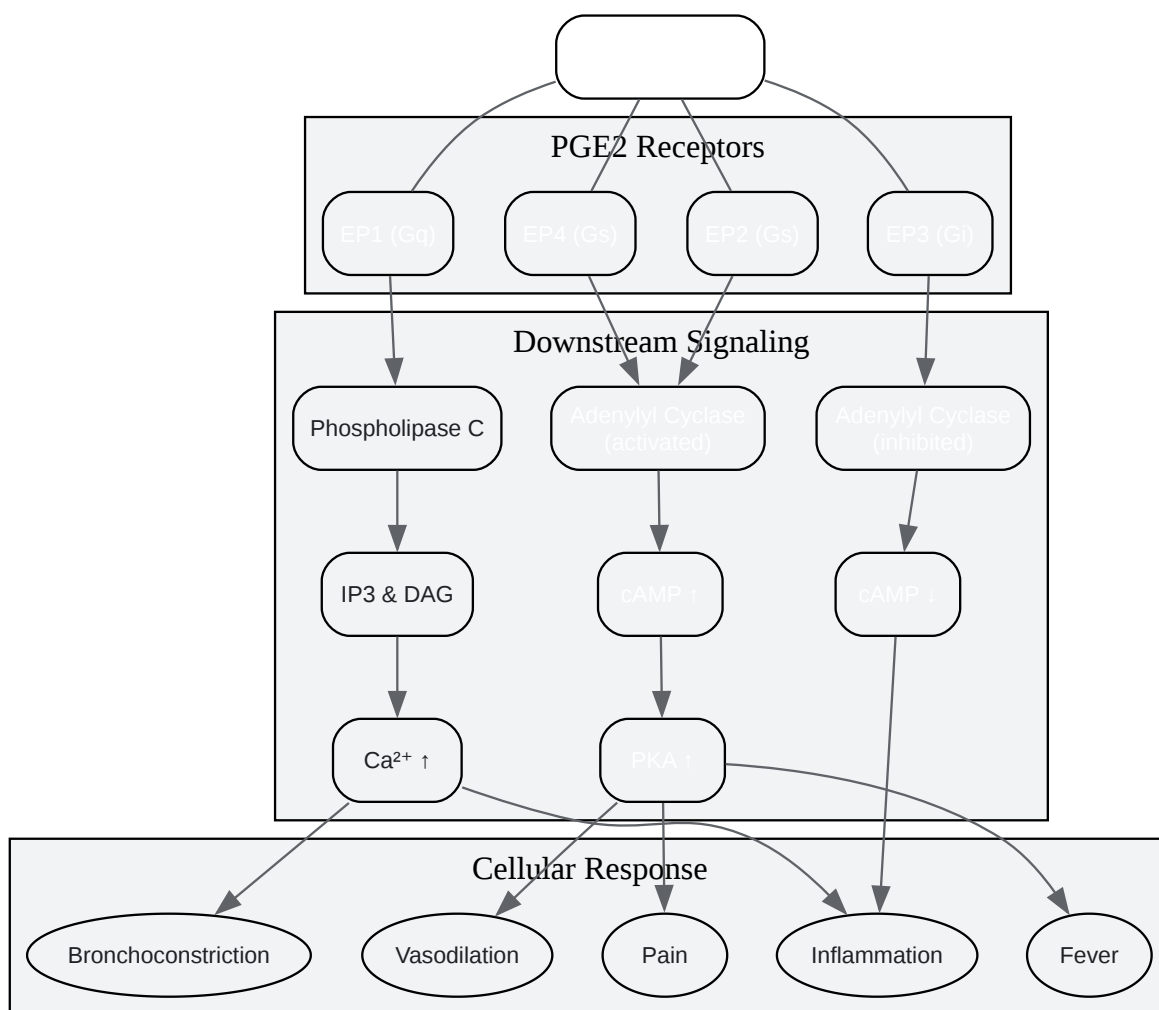 PGE2 Receptors
EP1 (Gq)
EP4 (Gs)
EP2 (Gs)
EP3 (Gi)
Downstream Signaling
Phospholipase C
Adenylyl Cyclase
(activated)
Adenylyl Cyclase
(inhibited)
IP3 & DAG
cAMP ↑
cAMP ↓
Ca²⁺ ↑
PKA ↑
Cellular Response
Bronchoconstriction
Vasodilation
Pain
Inflammation
Fever